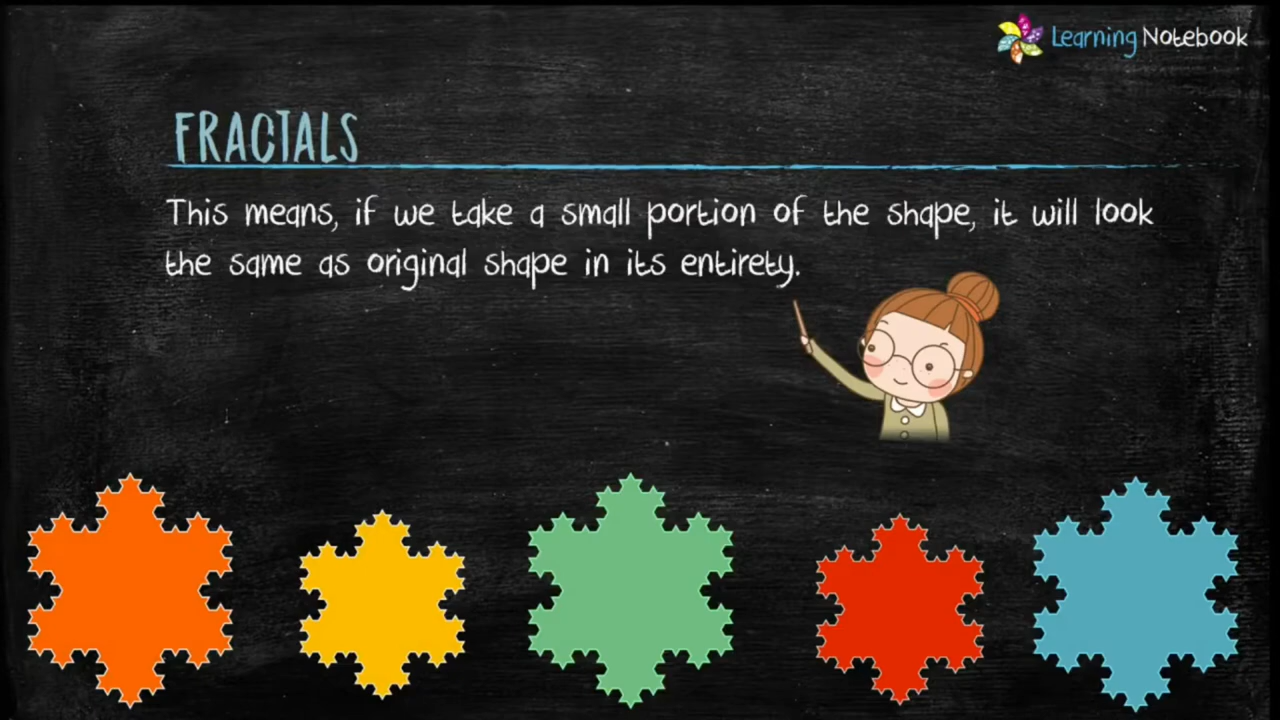 Learning Notebook
FRACTALS
This means, if we take a small portion of the shape, it will look
the same as original shape in its entirety.